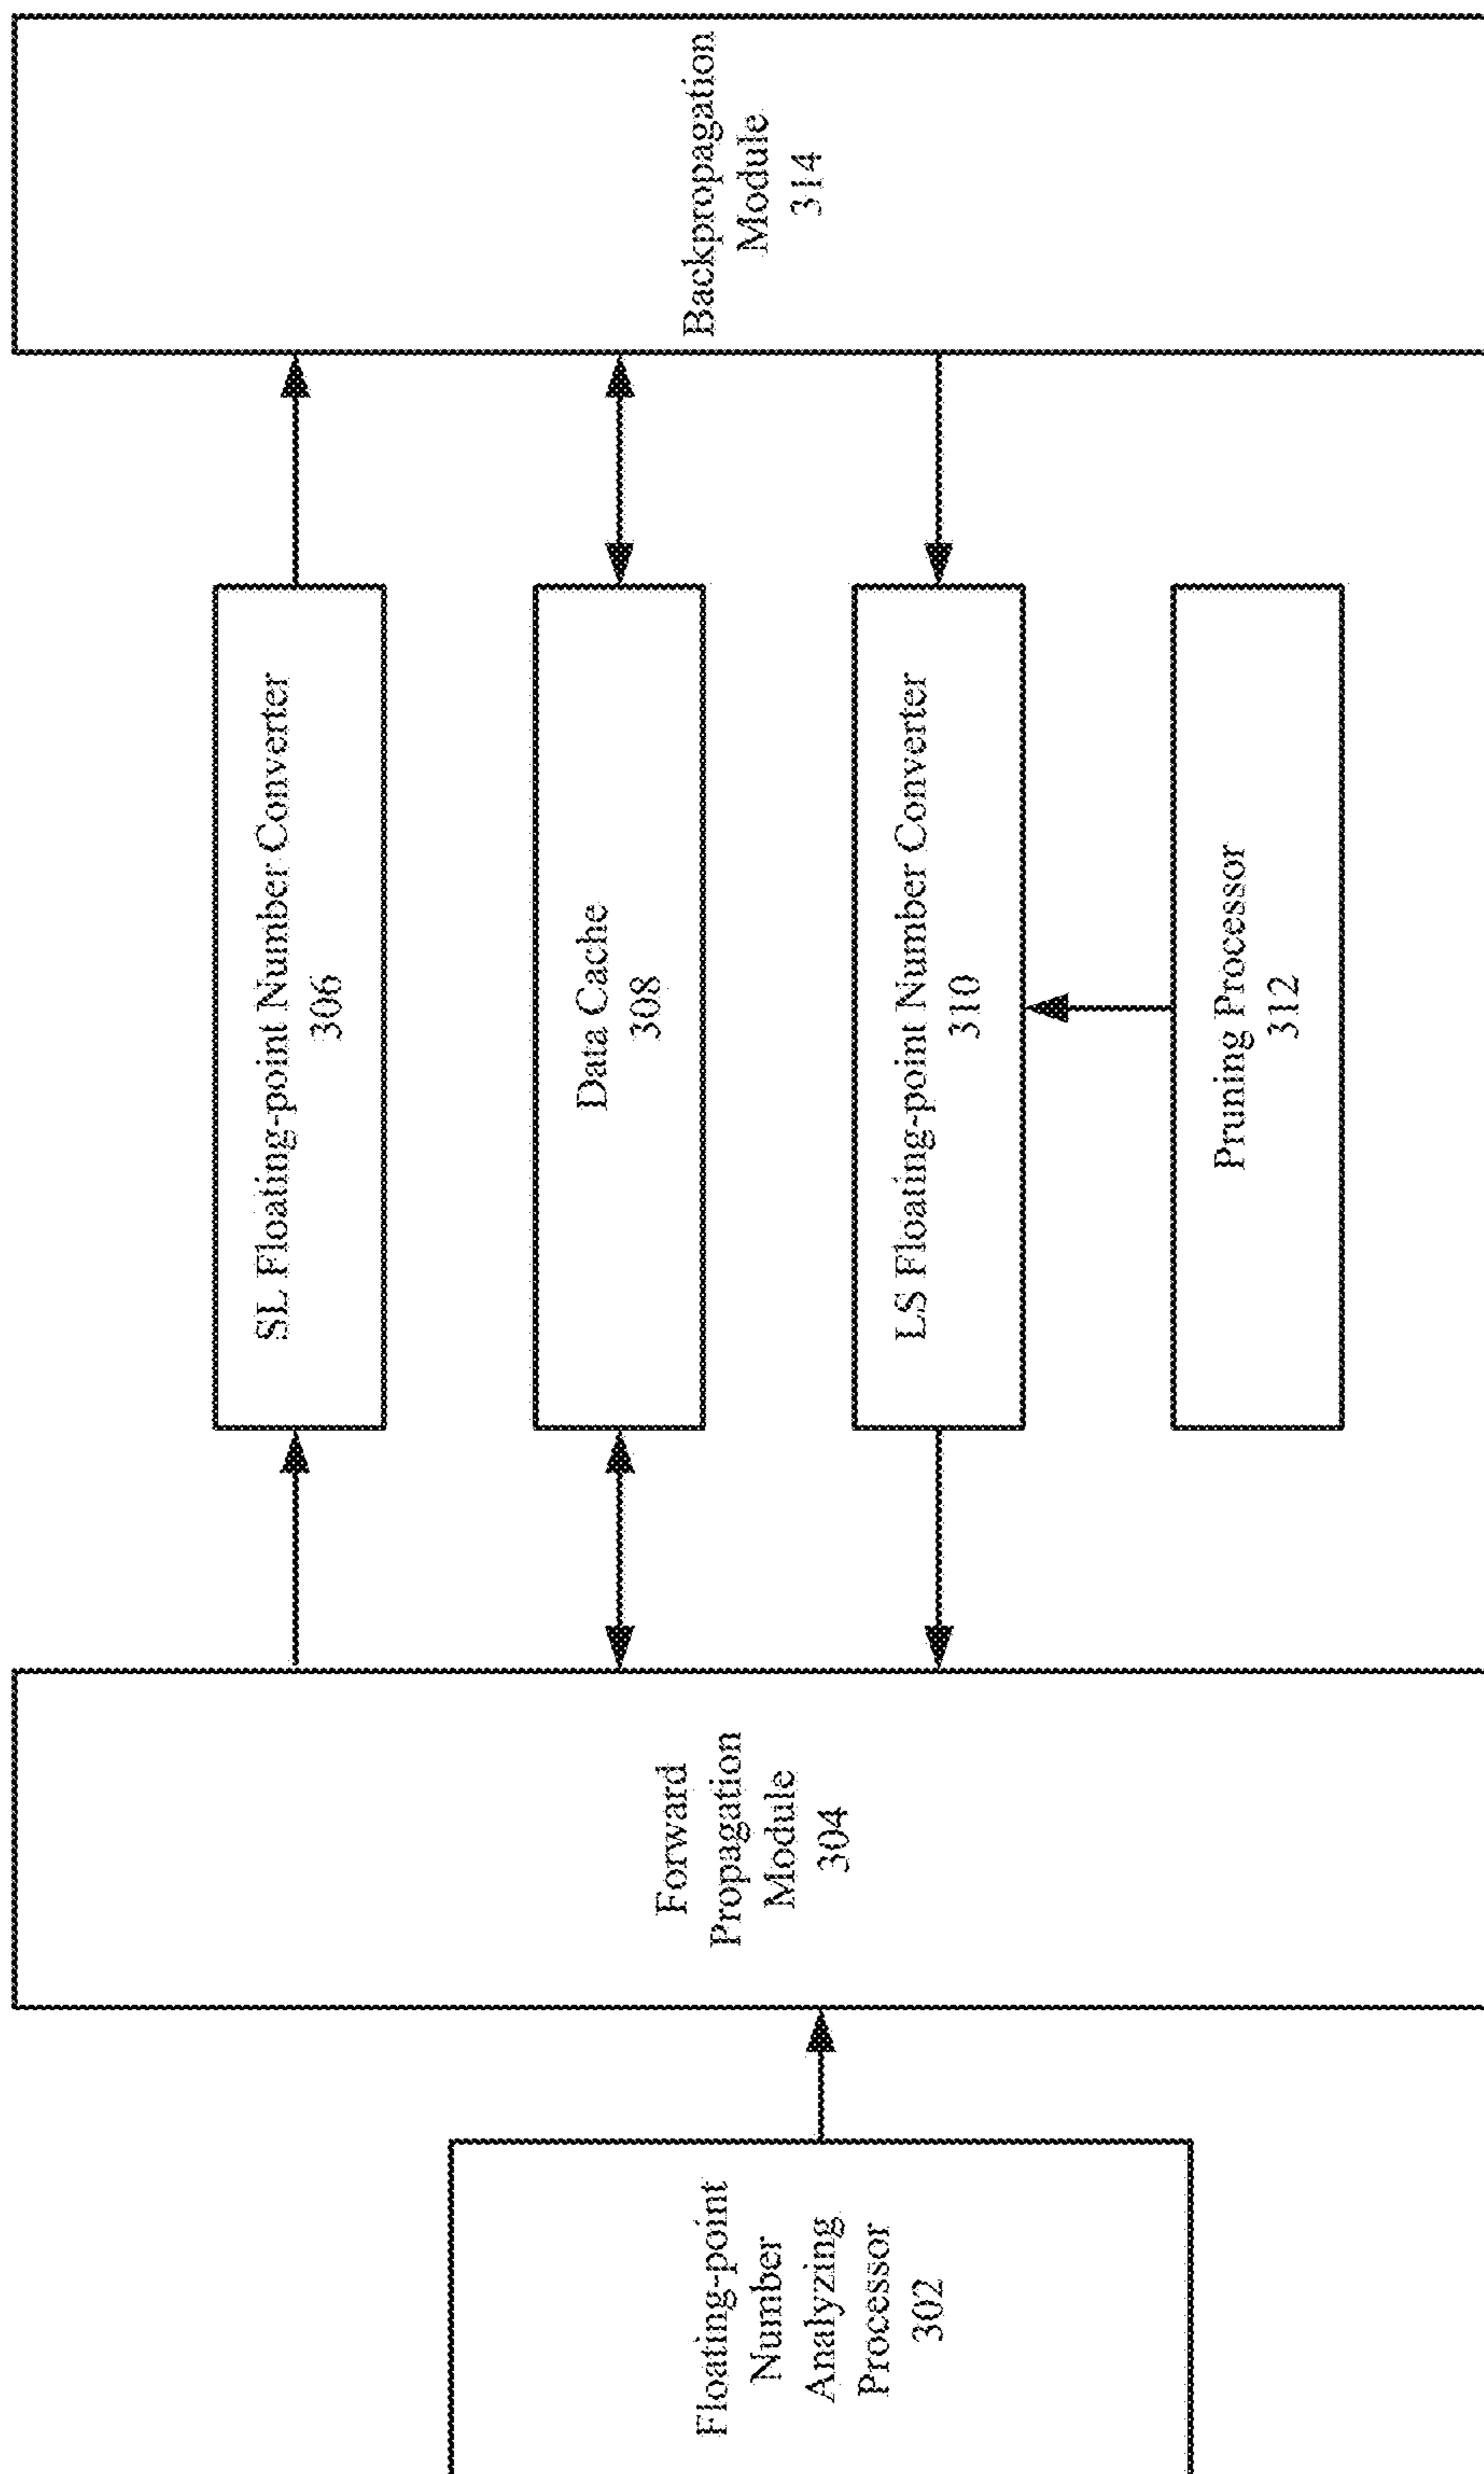 Floating-point
Number
Analyzing
Processor
302
Forward
Propagation
Module
304
SL Floating-point Number Converter
306
Data Cache
308
LS Floating-point Number Converter
310
Pruning Processor
312
Backpropagation
Module
314